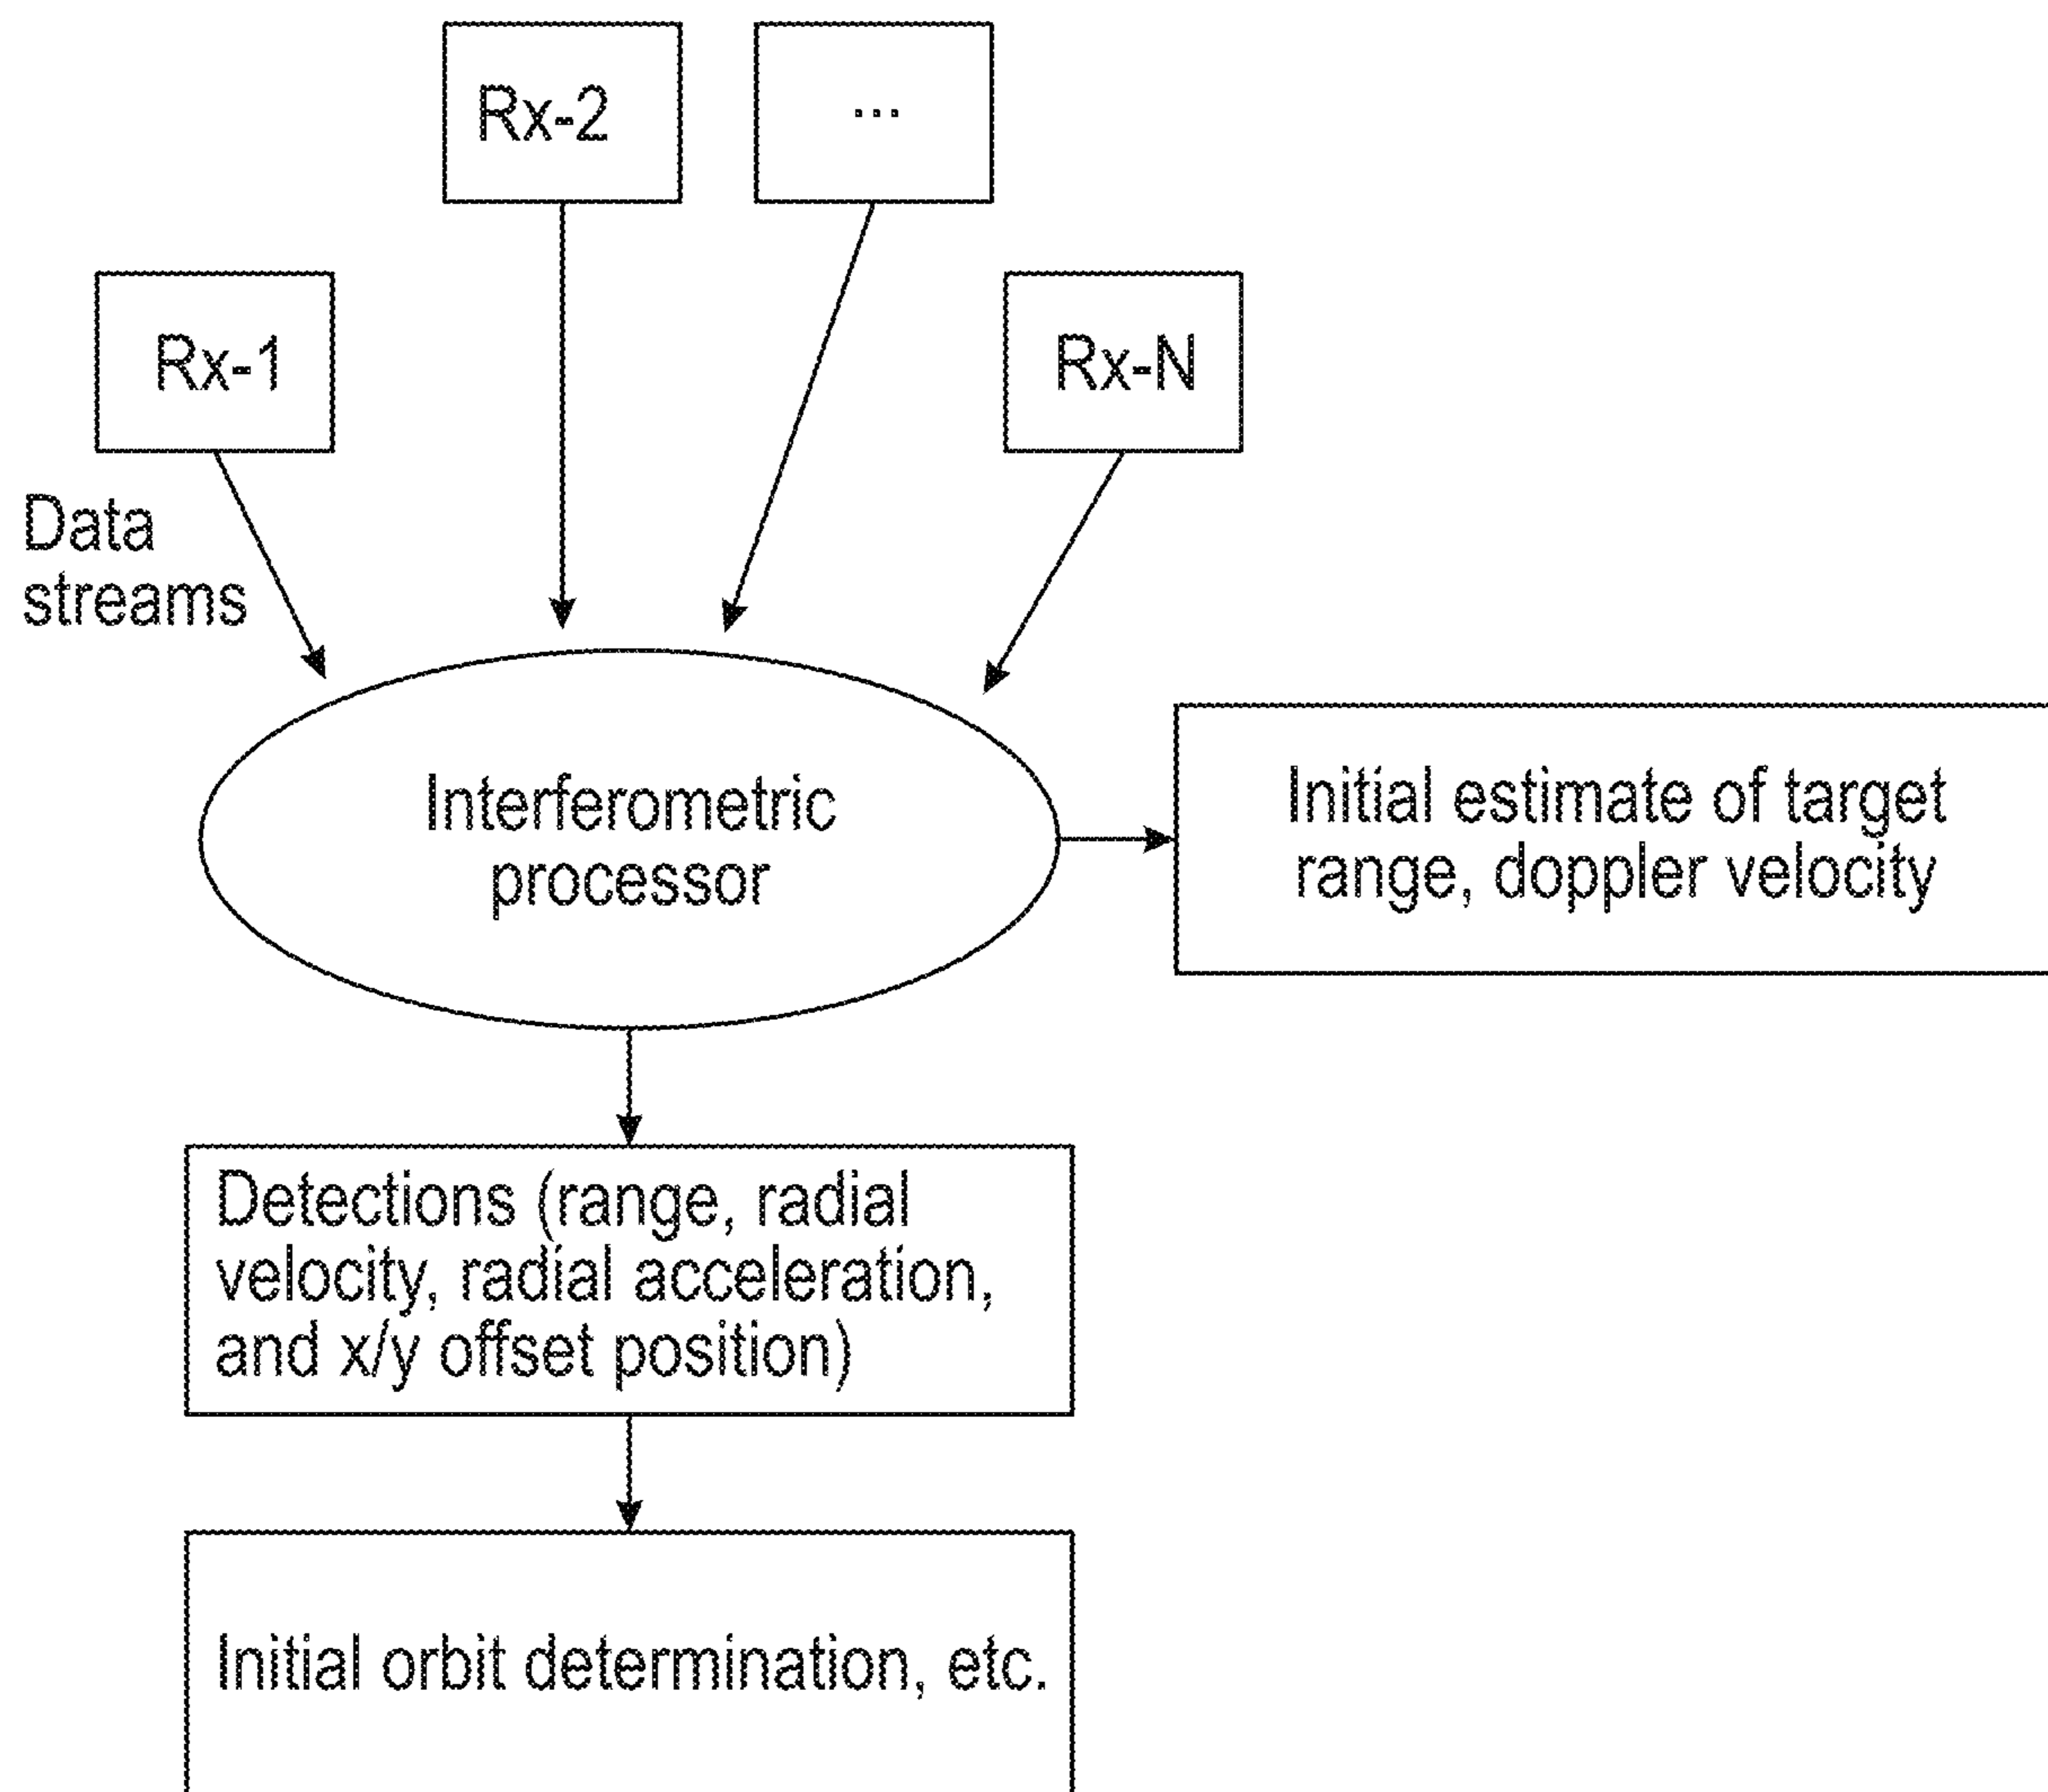 Rx-2
...
Rx-1
Rx-N
Data
streams
Interferometric
processor
Initial estimate of target
range, doppler velocity
Detections (range, radial
velocity, radial acceleration,
and x/y offset position)
Initial orbit determination, etc.